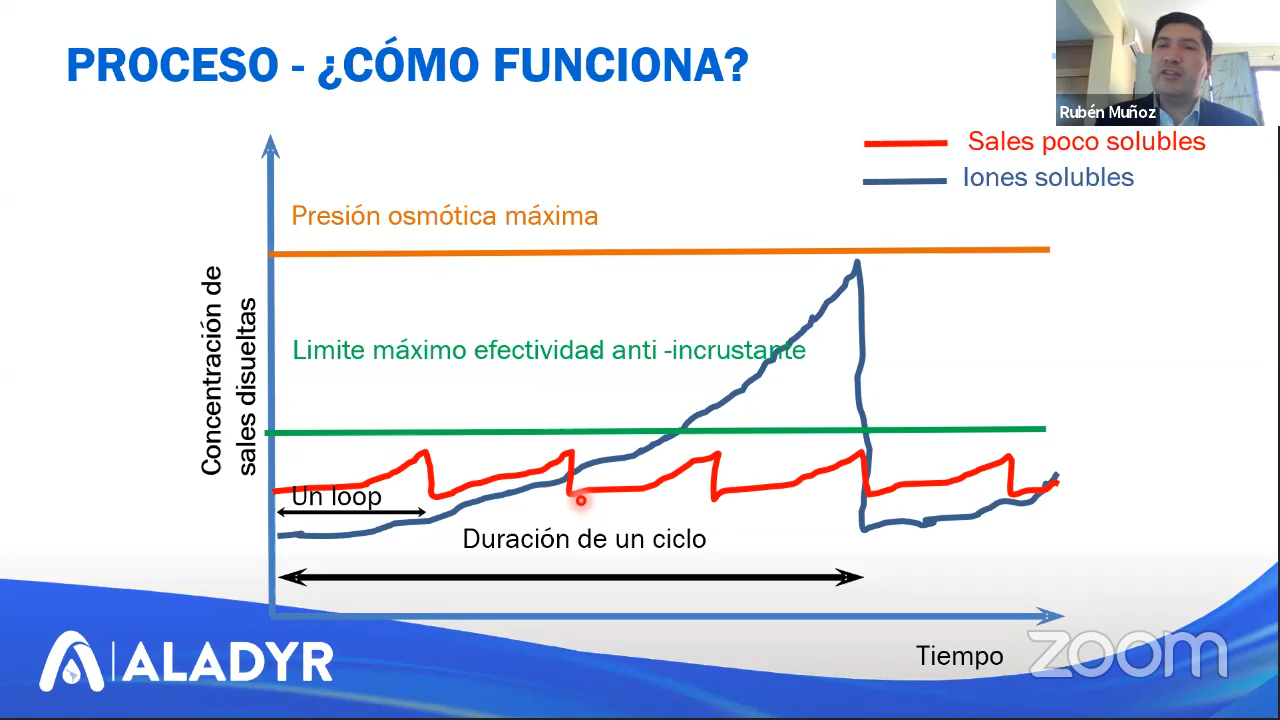 PROCESO - ¿CÓMO FUNCIONA?
Rubén Muñoz
Sales poco solubles
Iones solubles
Presión osmótica máxima
Concentración de
sales disueltas
Limite máximo efectividad anti -incrustante
Un loop
Duración de un ciclo
Tiempo
ALADYR
zoom